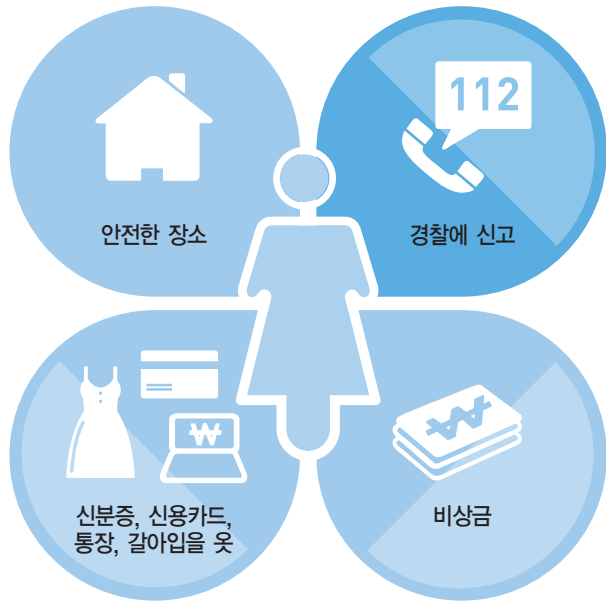 112
안전한 장소
경찰에 신고
신분증, 신용카드,
통장, 갈아입을 옷
비상금